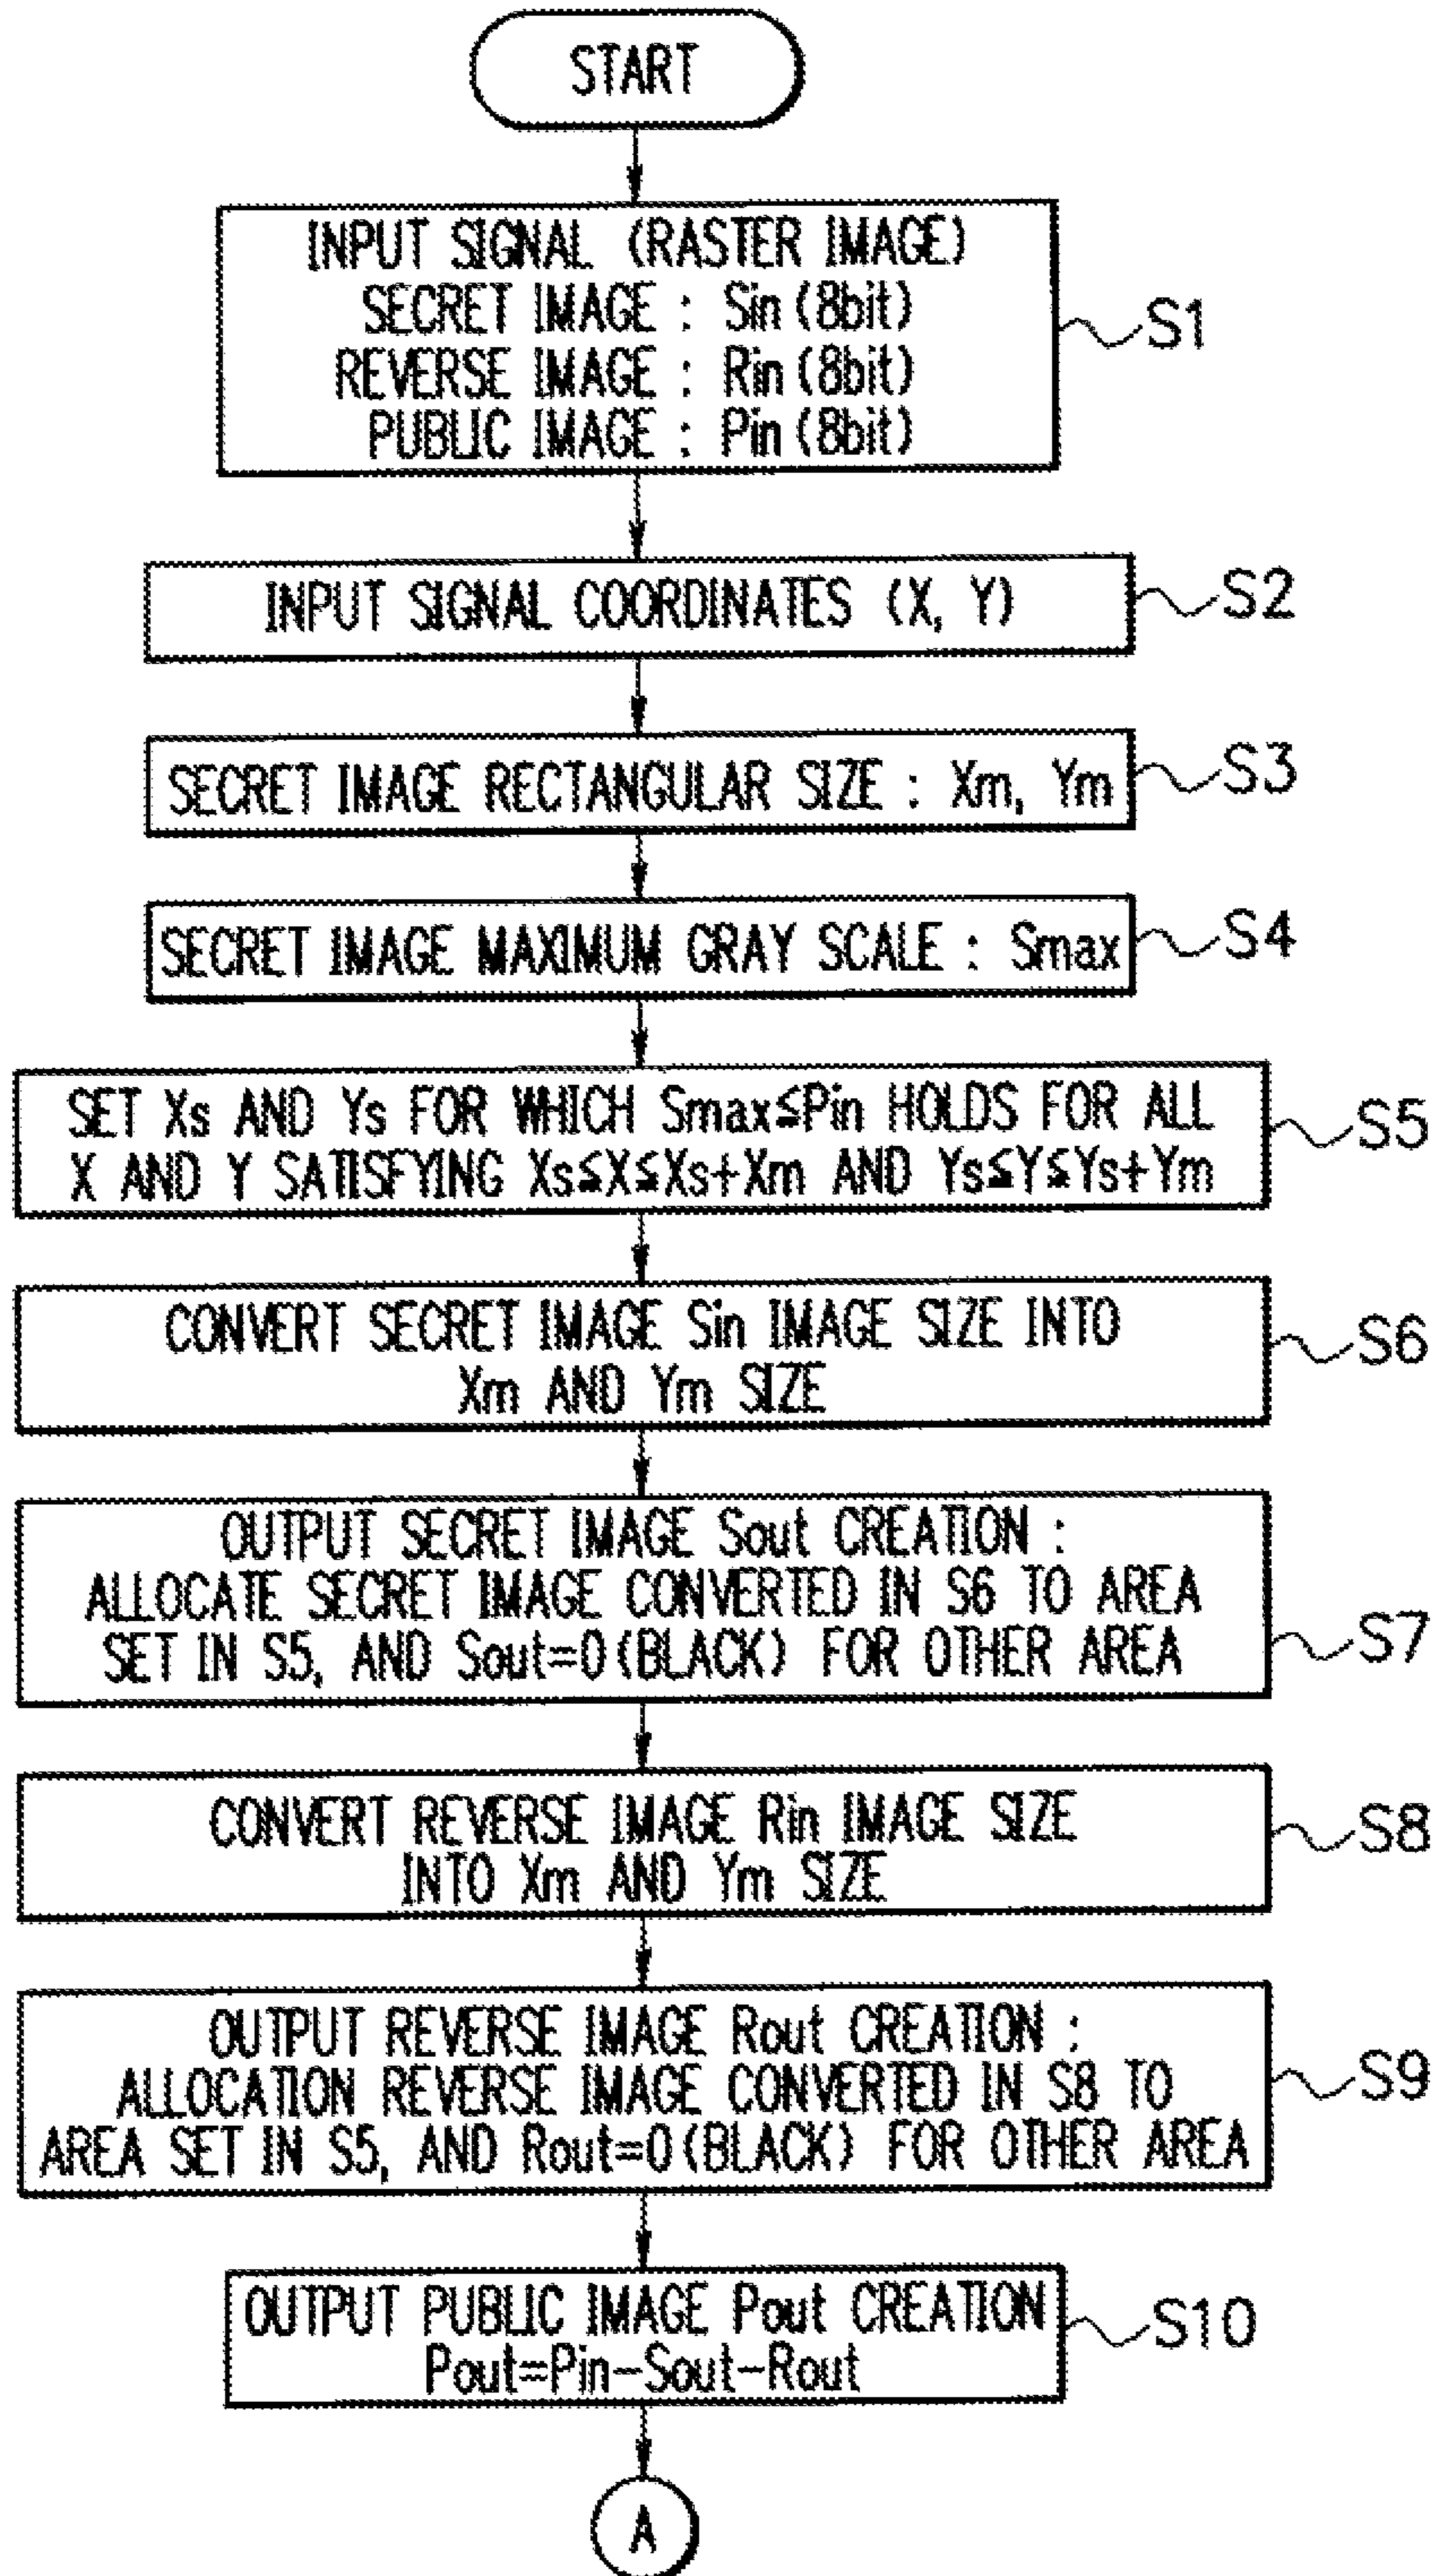 START
INPUT SIGNAL (RASTER IMAGE)
SECRET IMAGE : Sin (8bit)
REVERSE IMAGE : Rin (8bit)
PUBLIC IMAGE : Pin (8bit)
S1
INPUT SIGNAL COORDINATES (X, Y)
S2
SECRET IMAGE RECTANGULAR SIZE : Xm, Ym
S3
SECRET IMAGE MAXIMUM GRAY SCALE : Smax
S4
SET Xs AND Ys FOR WHICH Smax≦Pin HOLDS FOR ALL
X AND Y SATISFYING Xs≦X≦Xs+Xm AND Ys≦Y≦Ys+Ym
S5
CONVERT SECRET IMAGE Sin IMAGE SIZE INTO
Xm AND Ym SIZE
S6
OUTPUT SECRET IMAGE Sout CREATION :
ALLOCATE SECRET IMAGE CONVERTED IN S6 TO AREA
SET IN S5, AND Sout=0 (BLACK) FOR OTHER AREA
S7
CONVERT REVERSE IMAGE Rin IMAGE SIZE
INTO Xm AND Ym SIZE
S8
OUTPUT REVERSE IMAGE Rout CREATION :
ALLOCATION REVERSE IMAGE CONVERTED IN S8 TO
AREA SET IN S5, AND Rout=0 (BLACK) FOR OTHER AREA
S9
OUTPUT PUBLIC IMAGE Pout CREATION
Pout=Pin-Sout-Rout
S10
A